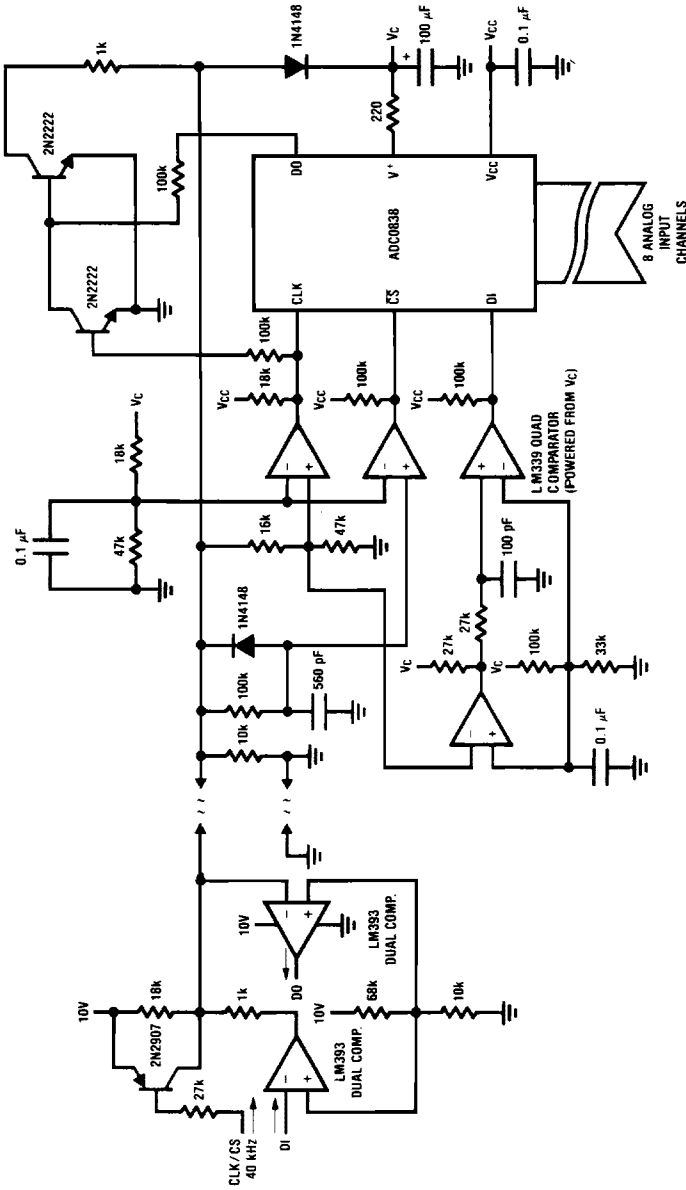 10V
18k
2N2907
27k
CLK/CS
40 kHz
DI
1k
LM393
DUAL COMP.
10V
68k
10k
10V
DO
LM393
DUAL COMP.
~ ~
~ ~
10k
100k
1N4148
560 pF
0.1 μF
47k
18k
VC
16k
47k
VCC
18k
100k
VCC
100k
VCC
100k
LM339 QUAD
COMPARATOR
(POWERED FROM VC)
VC
27k
27k
100 pF
VC
100k
33k
0.1 μF
2N2222
2N2222
1k
100k
1N4148
VC
100 μF
+
220
VCC
0.1 μF
CLK
C̅S̅
DI
ADC0838
DO
V+
VCC
8 ANALOG
INPUT
CHANNELS
−
+
−
+
−
+
−
+
+
−
−
+